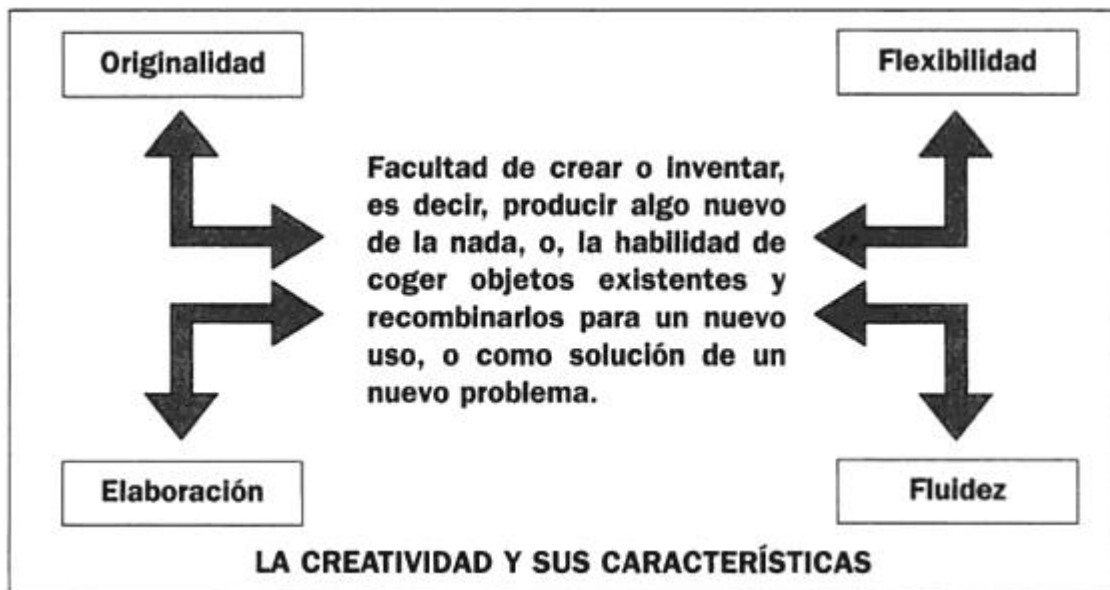 Originalidad
Flexibilidad
Facultad de crear o inventar,
es decir, producir algo nuevo
de la nada, o, la habilidad de
coger objetos existentes y
recombinarlos para un nuevo
uso, o como solución de un
nuevo problema.
Elaboración
Fluidez
LA CREATIVIDAD Y SUS CARACTERÍSTICAS